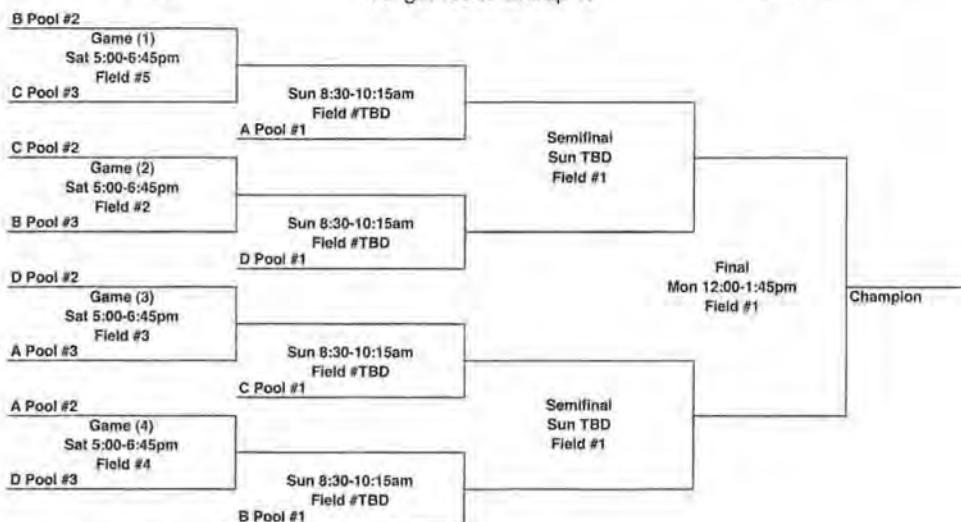 B Pool #2
Game (1)
Sat 5:00-6:45pm
Field #5
C Pool #3
Sun 8:30-10:15am
Field #TBD
A Pool #1
C Pool #2
Game (2)
Sat 5:00-6:45pm
Field #2
B Pool #3
Sun 8:30-10:15am
Field #TBD
D Pool #1
Semifinal
Sun TBD
Field #1
D Pool #2
Game (3)
Sat 5:00-6:45pm
Field #3
A Pool #3
Sun 8:30-10:15am
Field #TBD
C Pool #1
A Pool #2
Game (4)
Sat 5:00-6:45pm
Field #4
D Pool #3
Sun 8:30-10:15am
Field #TBD
B Pool #1
Semifinal
Sun TBD
Field #1
Final
Mon 12:00-1:45pm
Field #1
Champion